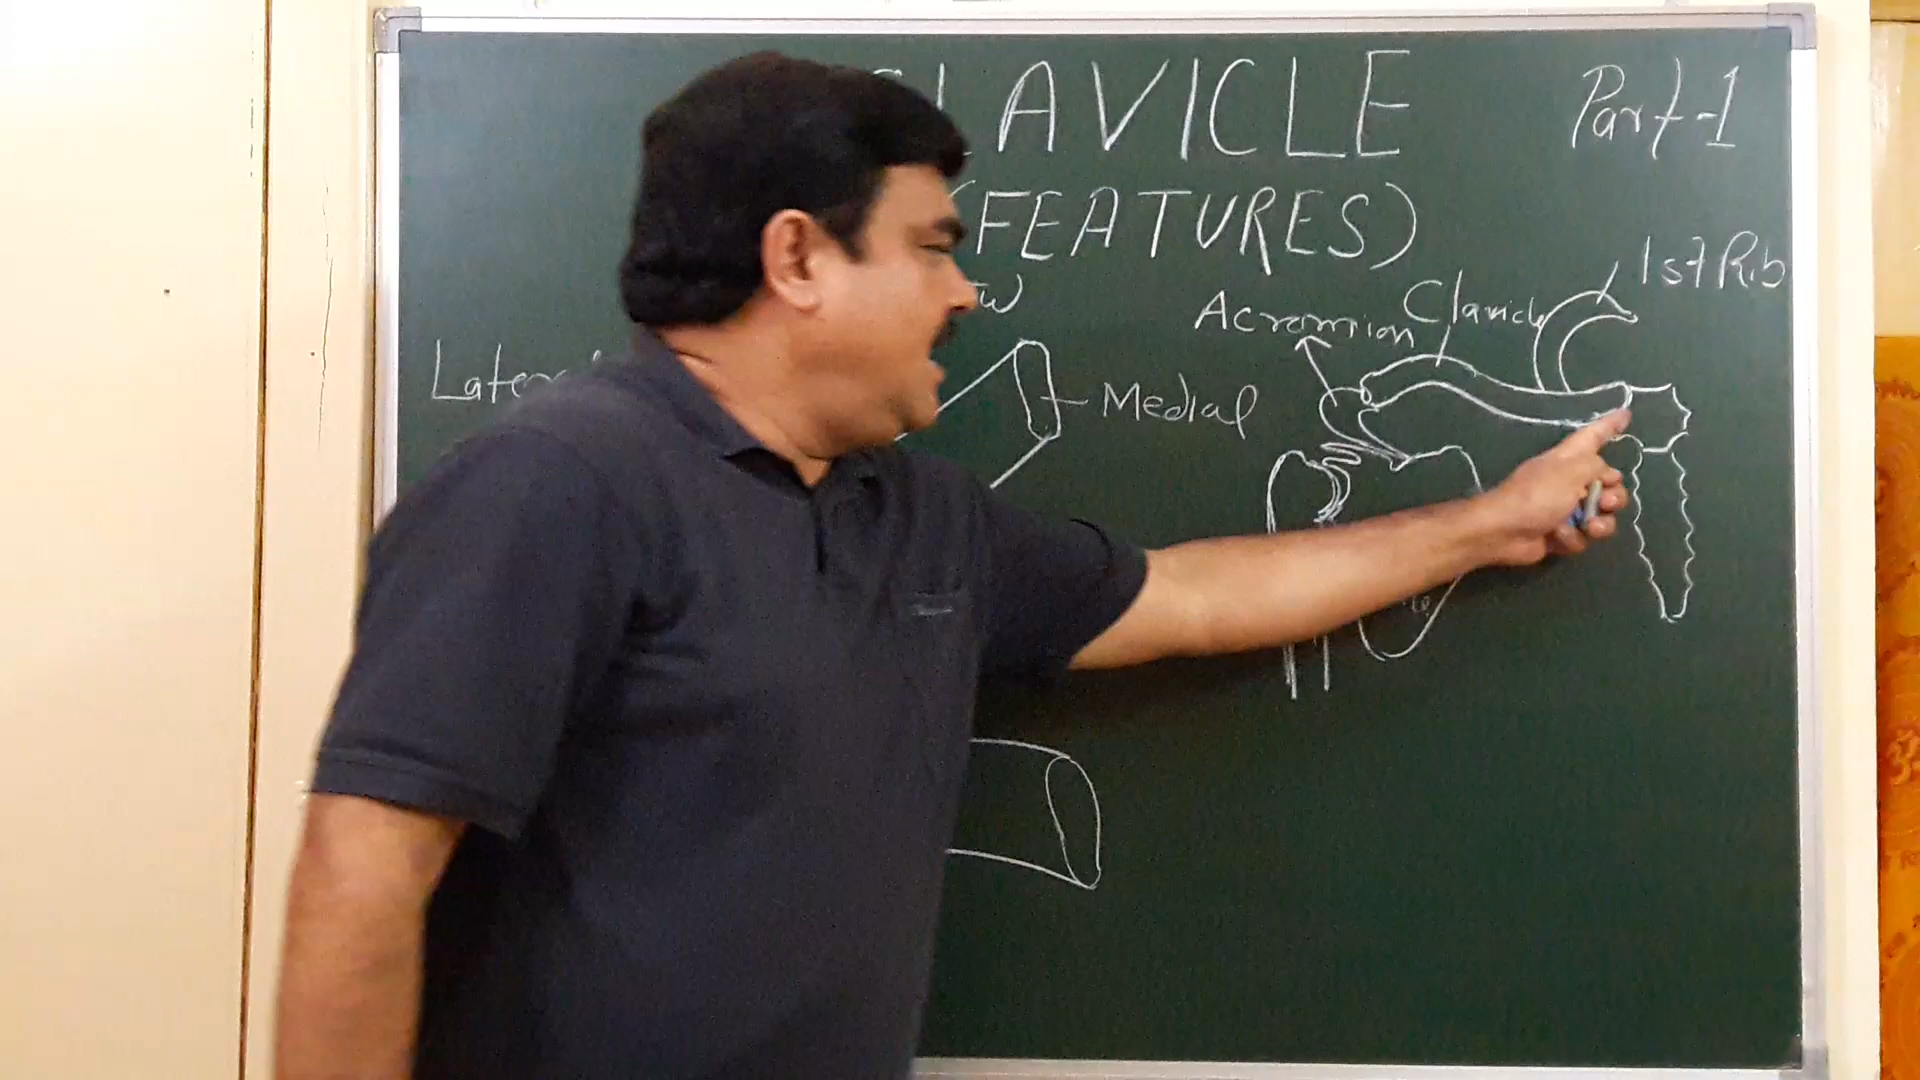 LAVICLE
Part-1
(FEATURES)
1st Rib
Acromion
Clavicle
Medial